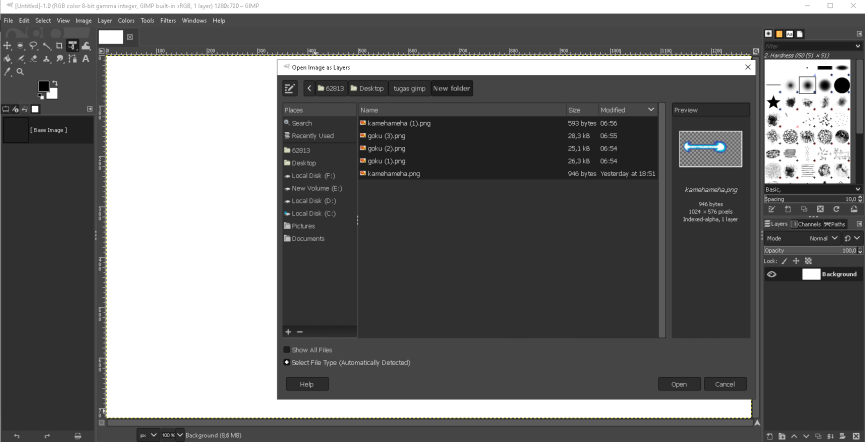 [Untitled]-1.0 (RGB color 8-bit gamma integer, GIMP built-in sRGB, 1 layer) 1280x720 – GIMP
File Edit Select View Image Layer Colors Tools Filters Windows Help
filter
2. Hardness 050 (51 × 51)
Open Image as Layers
62813 Desktop tugas gimp New folder
Places Name Size Modified Preview
Search
Recently Used
62813
Desktop
Local Disk (F:)
New Volume (E:)
Local Disk (D:)
Local Disk (C:)
Pictures
Documents
kamehameha (1).png 593 bytes 06:56
goku (3).png 28,3 kB 06:55
goku (2).png 25,1 kB 06:54
goku (1).png 26,3 kB 06:54
kamehameha.png 946 bytes Yesterday at 18:51
kamehameha.png
946 bytes
1024 × 576 pixels
Indexed-alpha, 1 layer
[ Base Image ]
Show All Files
Select File Type (Automatically Detected)
Help Open Cancel
Basic,
Spacing 10,0
Layers Channels Paths
Mode Normal
Opacity 100,0
Lock:
Background
px 100 % Background (8,6 MB)